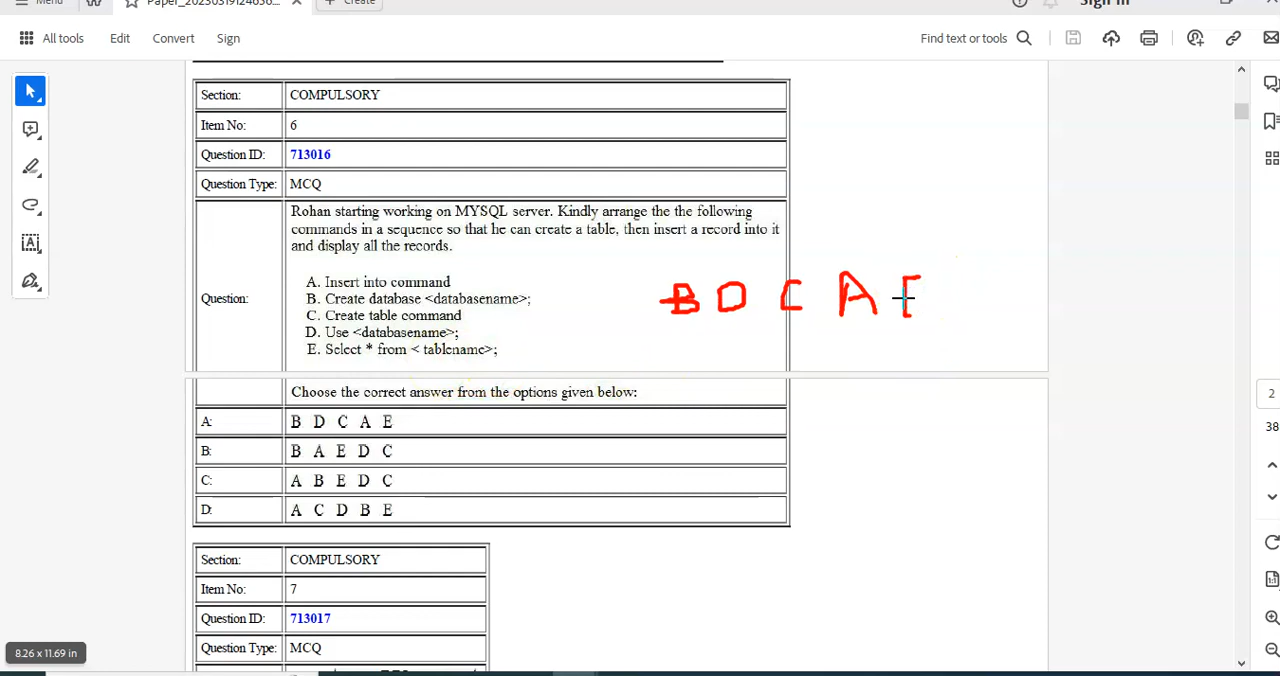 Menu Paper_20230319124656... Create Sign in
All tools Edit Convert Sign Find text or tools
Section: COMPULSORY
Item No: 6
Question ID: 713016
Question Type: MCQ
Rohan starting working on MYSQL server. Kindly arrange the the following
commands in a sequence so that he can create a table, then insert a record into it
and display all the records.
A. Insert into command
Question: B. Create database <databasename>;
C. Create table command
D. Use <databasename>;
E. Select * from < tablename>;
B D C A E
Choose the correct answer from the options given below:
A: B D C A E
B: B A E D C
C: A B E D C
D: A C D B E
Section: COMPULSORY
Item No: 7
Question ID: 713017
Question Type: MCQ
2
38
8.26 x 11.69 in